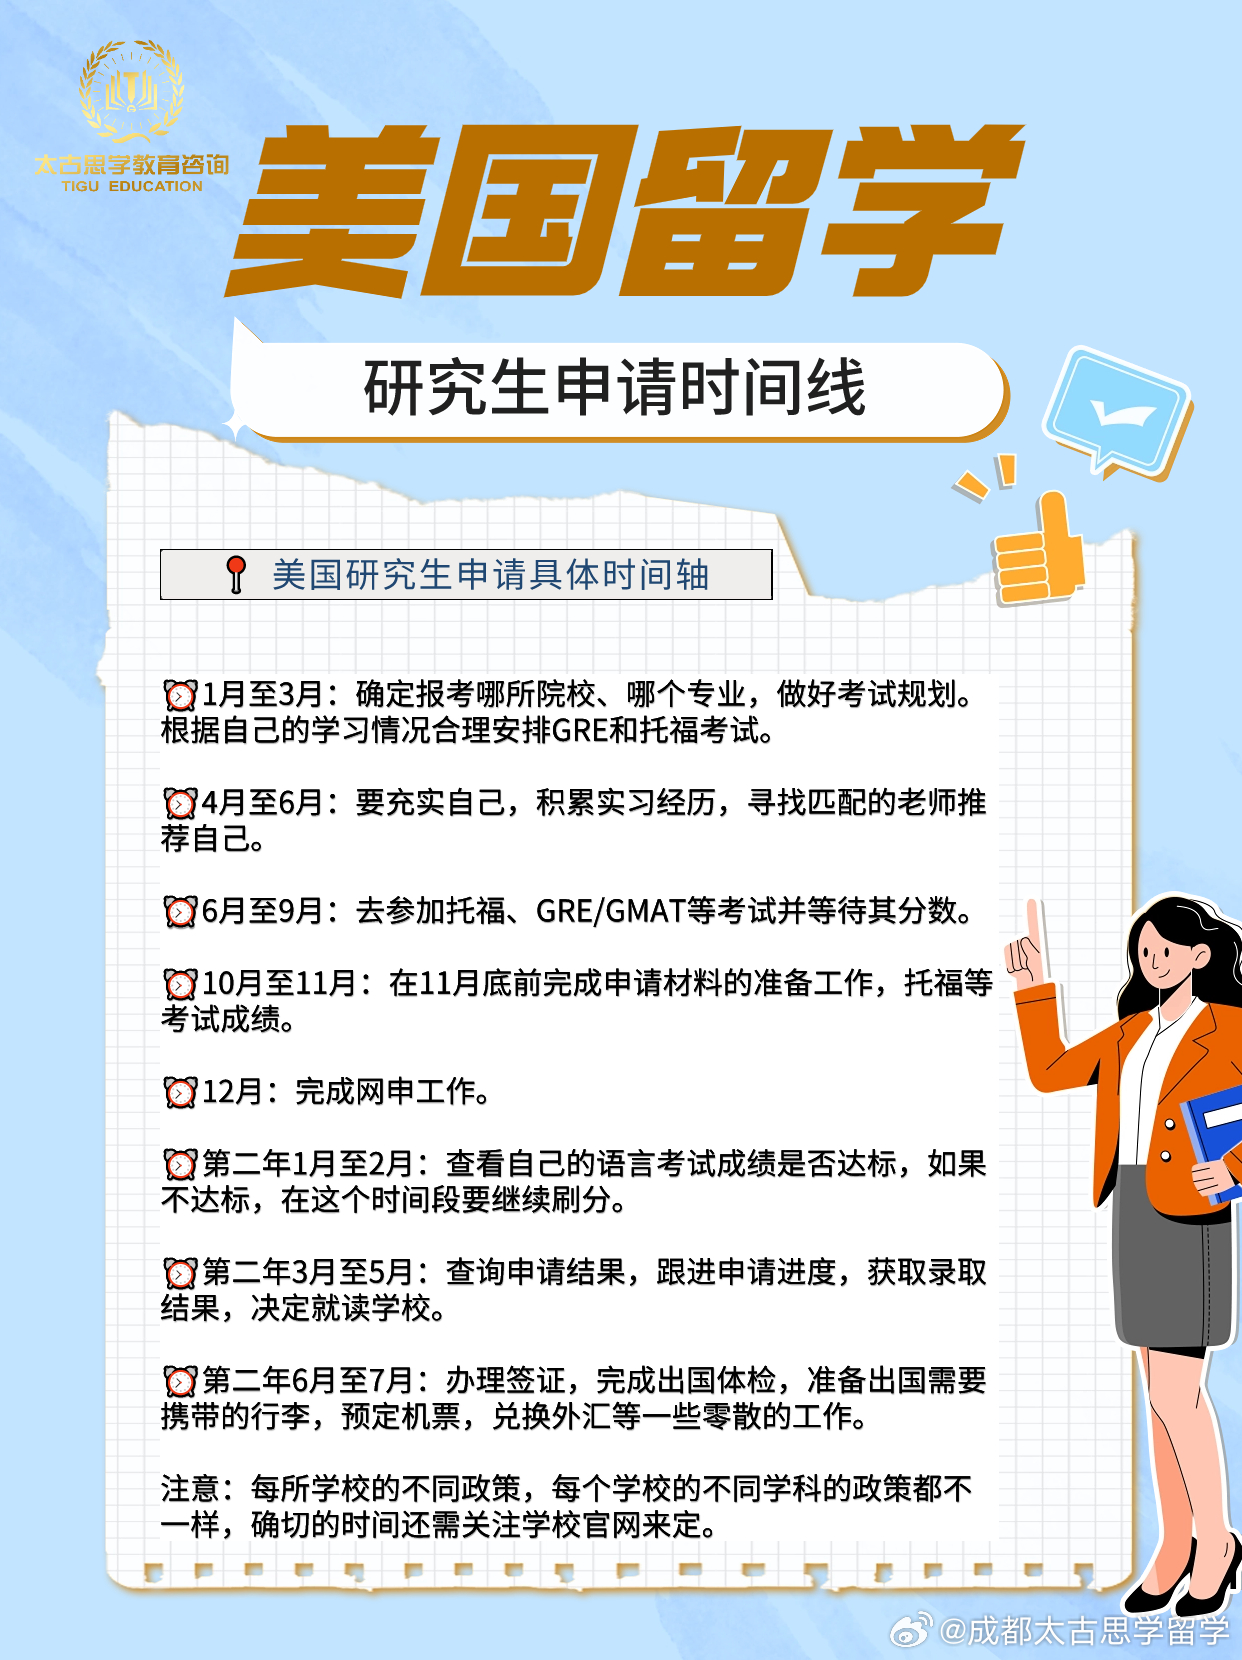 太古思学教育咨询
TIGU EDUCATION
美国留学
研究生申请时间线
美国研究生申请具体时间轴
1月至3月：确定报考哪所院校、哪个专业，做好考试规划。
根据自己的学习情况合理安排GRE和托福考试。
4月至6月：要充实自己，积累实习经历，寻找匹配的老师推
荐自己。
6月至9月：去参加托福、GRE/GMAT等考试并等待其分数。
10月至11月：在11月底前完成申请材料的准备工作，托福等
考试成绩。
12月：完成网申工作。
第二年1月至2月：查看自己的语言考试成绩是否达标，如果
不达标，在这个时间段要继续刷分。
第二年3月至5月：查询申请结果，跟进申请进度，获取录取
结果，决定就读学校。
第二年6月至7月：办理签证，完成出国体检，准备出国需要
携带的行李，预定机票，兑换外汇等一些零散的工作。
注意：每所学校的不同政策，每个学校的不同学科的政策都不
一样，确切的时间还需关注学校官网来定。
@成都太古思学留学